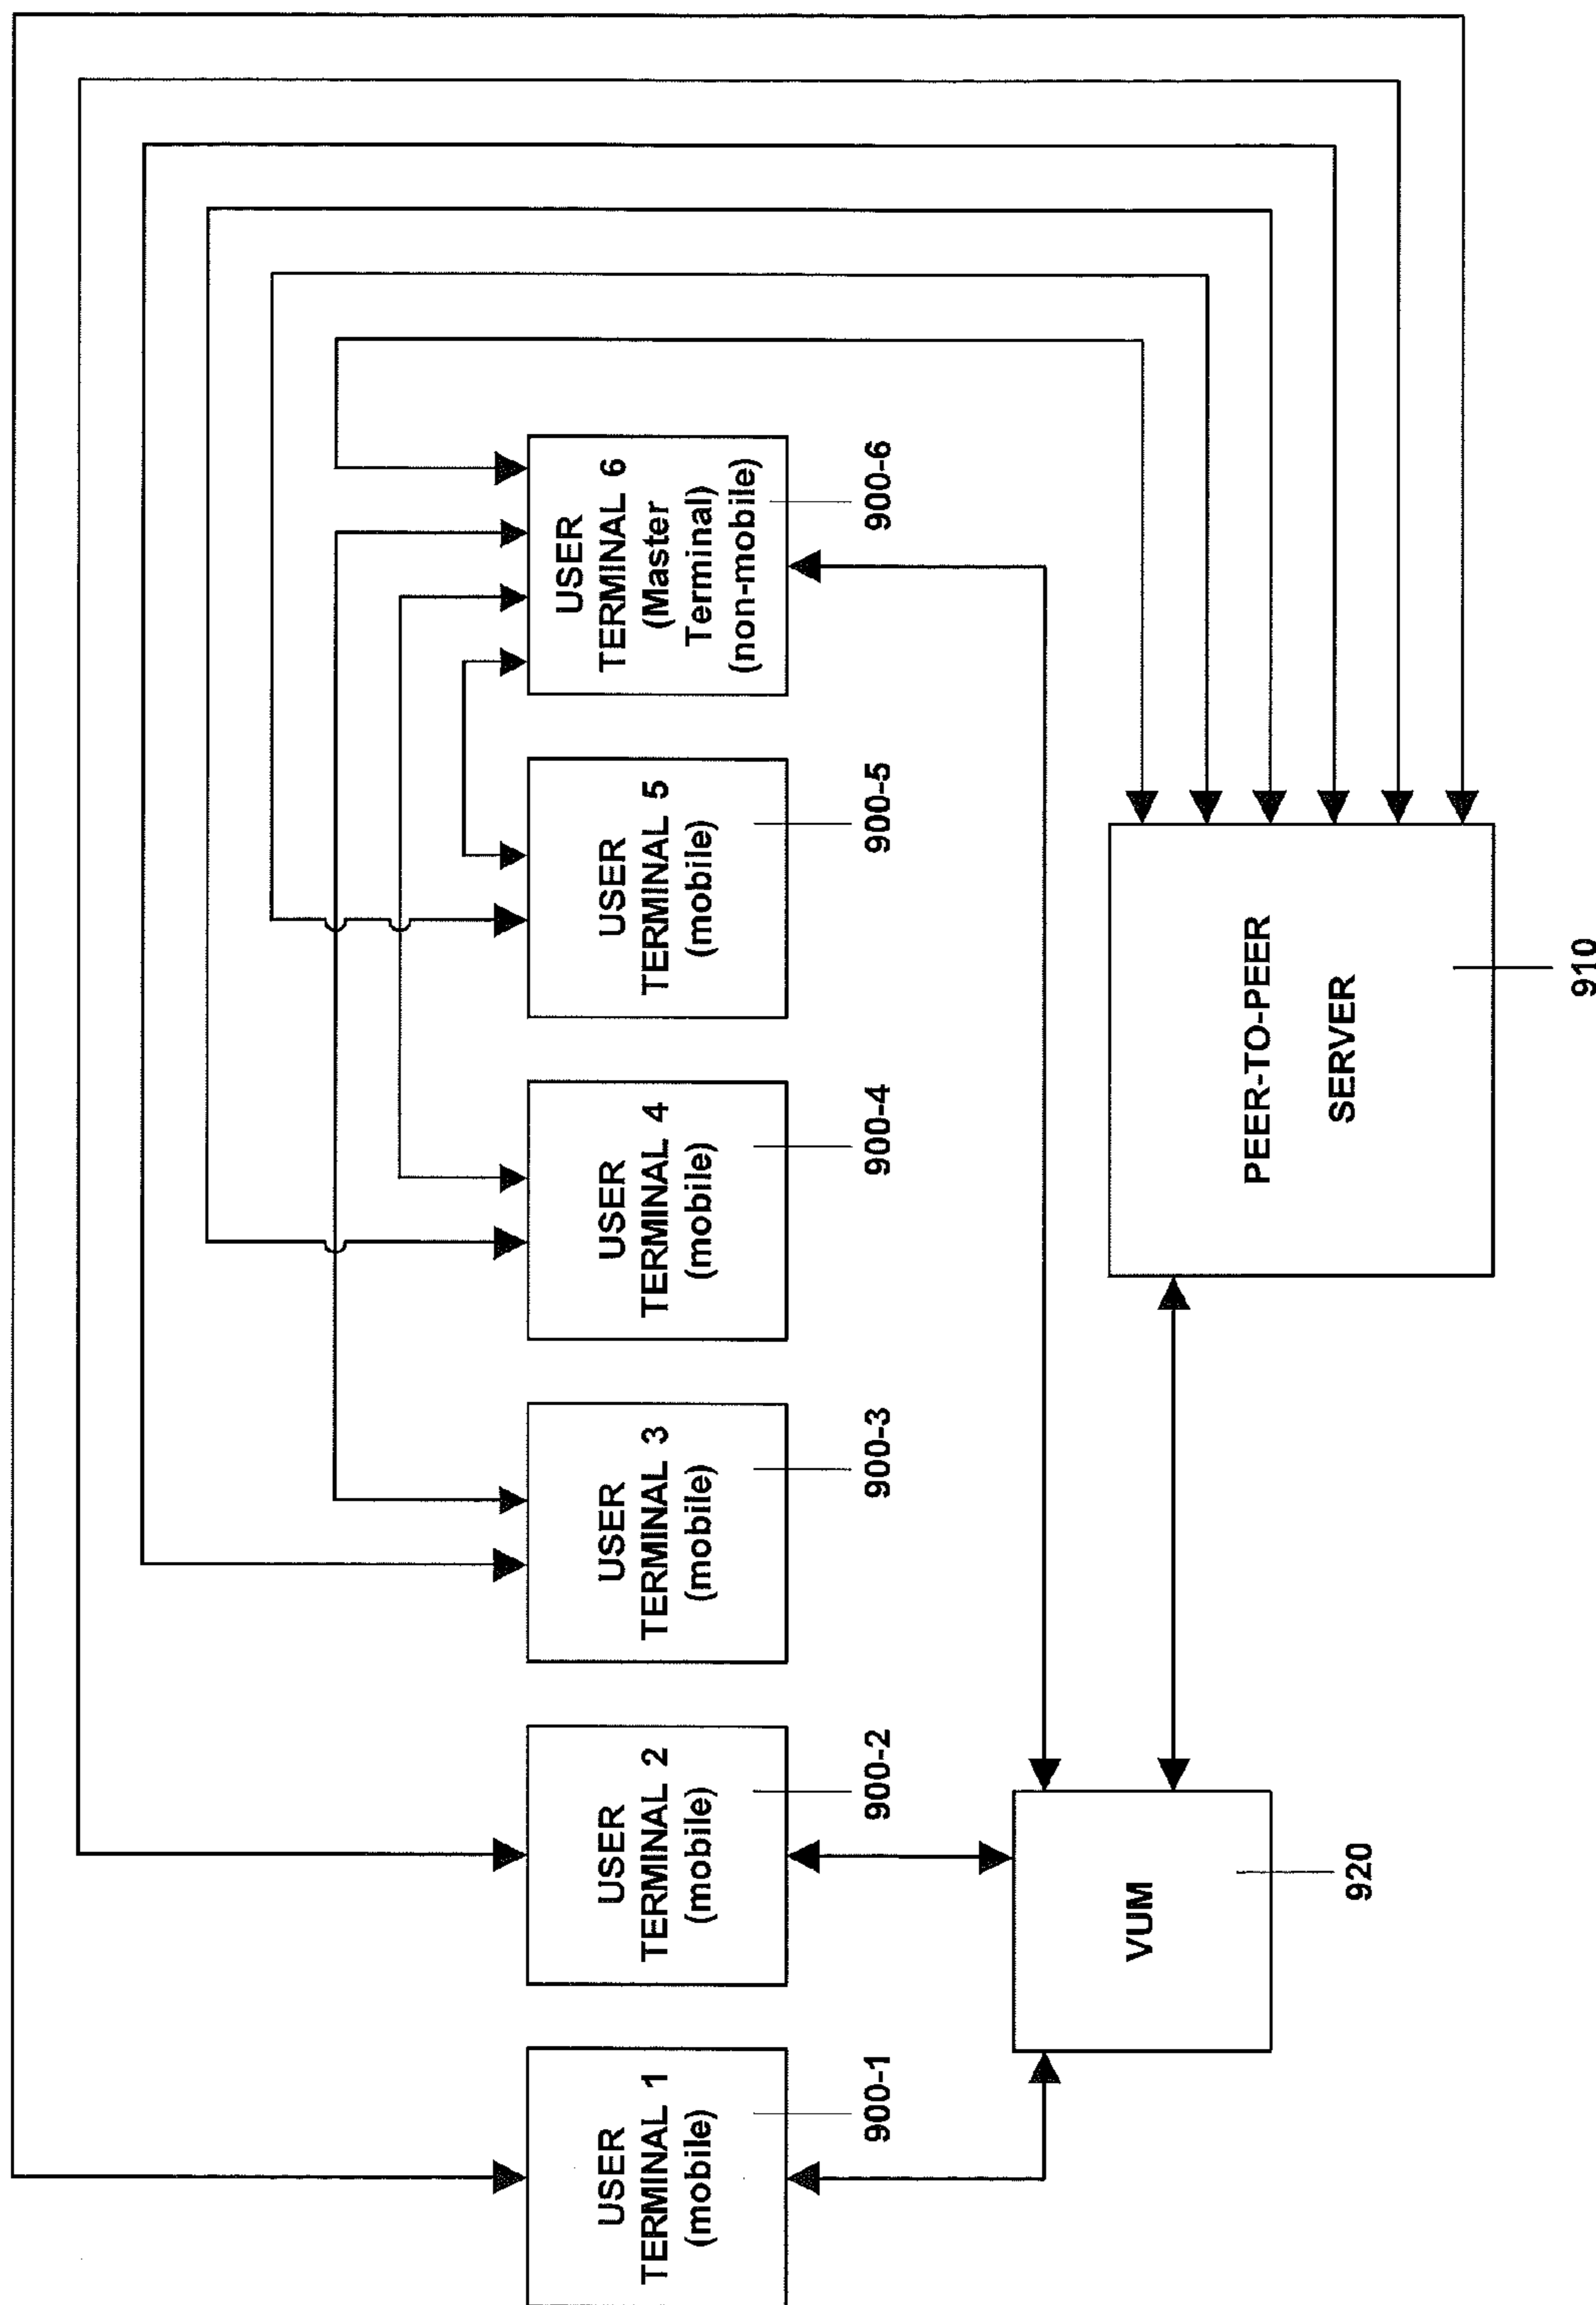 USER
TERMINAL 1
(mobile)
900-1
USER
TERMINAL 2
(mobile)
900-2
USER
TERMINAL 3
(mobile)
900-3
USER
TERMINAL 4
(mobile)
900-4
USER
TERMINAL 5
(mobile)
900-5
USER
TERMINAL 6
(Master
Terminal)
(non-mobile)
900-6
VUM
920
PEER-TO-PEER
SERVER
910